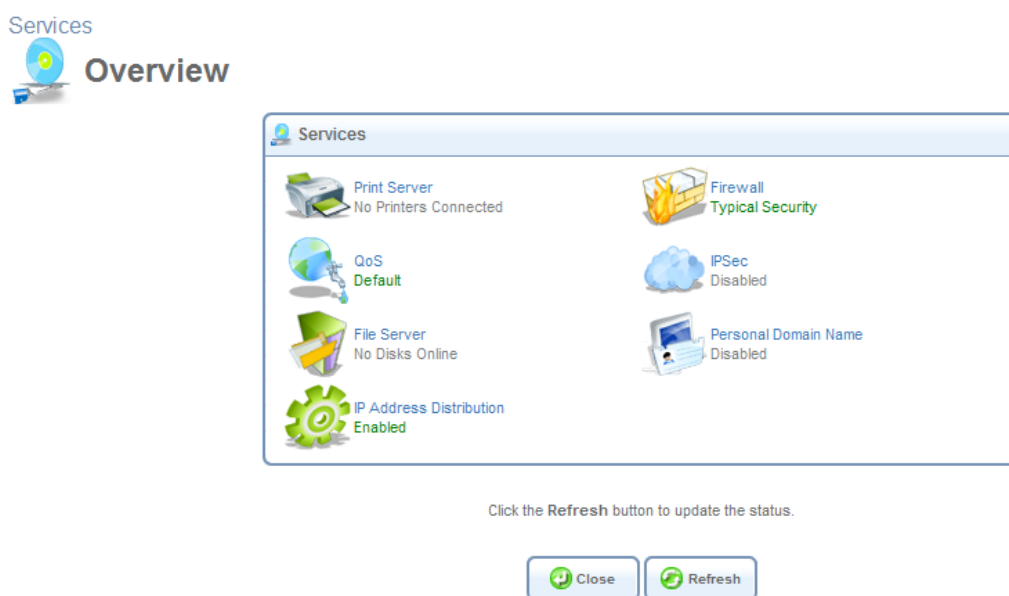 Services
Overview
Services
Print Server
No Printers Connected
Firewall
Typical Security
QoS
Default
IPSec
Disabled
File Server
No Disks Online
Personal Domain Name
Disabled
IP Address Distribution
Enabled
Click the Refresh button to update the status.
Close
Refresh